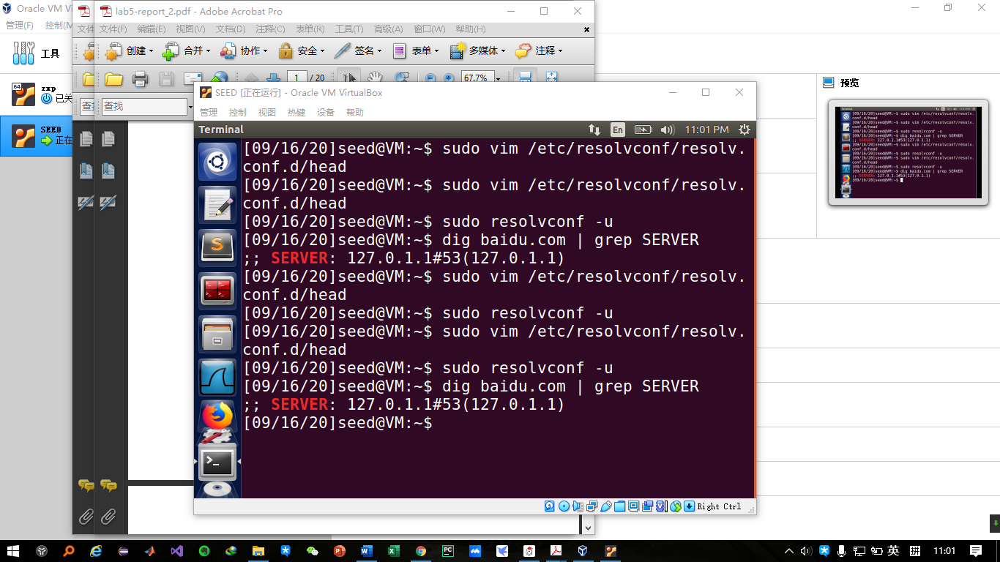 Oracle VM Vi
管理(F) 控制(M
工具
zxp
已关
SEED
正在
文件
lab5-report_2.pdf - Adobe Acrobat Pro
文件(F) 编辑(E) 视图(V) 文档(D) 注释(C) 表单(R) 工具(T) 高级(A) 窗口(W) 帮助(H)
创建 合并 协作 安全 签名 表单 多媒体 注释
1 / 20 67.7%
查找
SEED [正在运行] - Oracle VM VirtualBox
管理 控制 视图 热键 设备 帮助
Terminal En 11:01 PM
[09/16/20]seed@VM:~$ sudo vim /etc/resolvconf/resolv.
conf.d/head
[09/16/20]seed@VM:~$ sudo vim /etc/resolvconf/resolv.
conf.d/head
[09/16/20]seed@VM:~$ sudo resolvconf -u
[09/16/20]seed@VM:~$ dig baidu.com | grep SERVER
;; SERVER: 127.0.1.1#53(127.0.1.1)
[09/16/20]seed@VM:~$ sudo vim /etc/resolvconf/resolv.
conf.d/head
[09/16/20]seed@VM:~$ sudo resolvconf -u
[09/16/20]seed@VM:~$ sudo vim /etc/resolvconf/resolv.
conf.d/head
[09/16/20]seed@VM:~$ sudo resolvconf -u
[09/16/20]seed@VM:~$ dig baidu.com | grep SERVER
;; SERVER: 127.0.1.1#53(127.0.1.1)
[09/16/20]seed@VM:~$
Right Ctrl
预览
英 拼 11:01